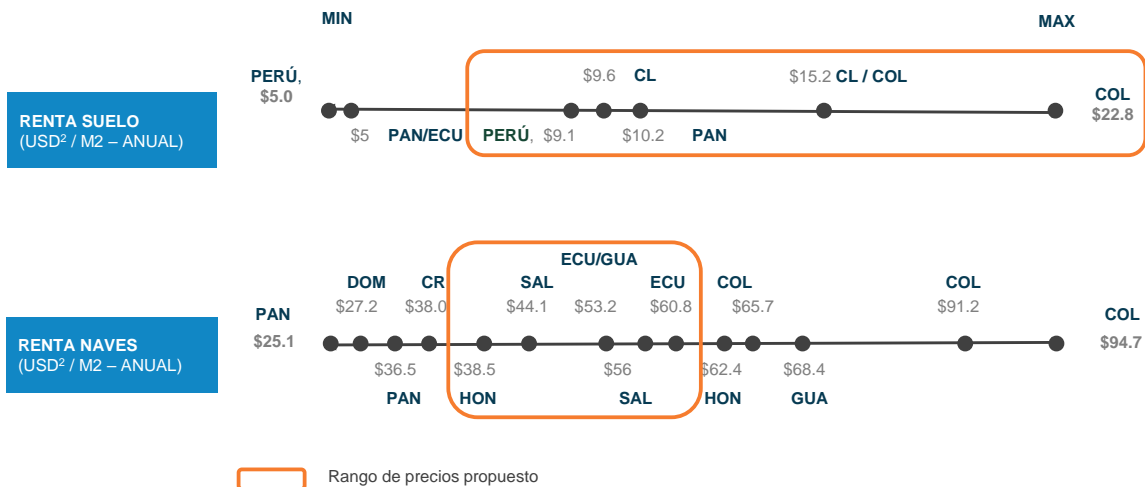 MIN
MAX
PERÚ,
$5.0
$9.6 CL
$15.2 CL / COL
COL
$22.8
RENTA SUELO
(USD² / M2 – ANUAL)
$5 PAN/ECU PERÚ, $9.1 $10.2 PAN
ECU/GUA
DOM CR SAL ECU COL COL
$27.2 $38.0 $44.1 $53.2 $60.8 $65.7 $91.2
PAN
$25.1
COL
$94.7
RENTA NAVES
(USD² / M2 – ANUAL)
$36.5 $38.5 $56 $62.4 $68.4
PAN HON SAL HON GUA
Rango de precios propuesto